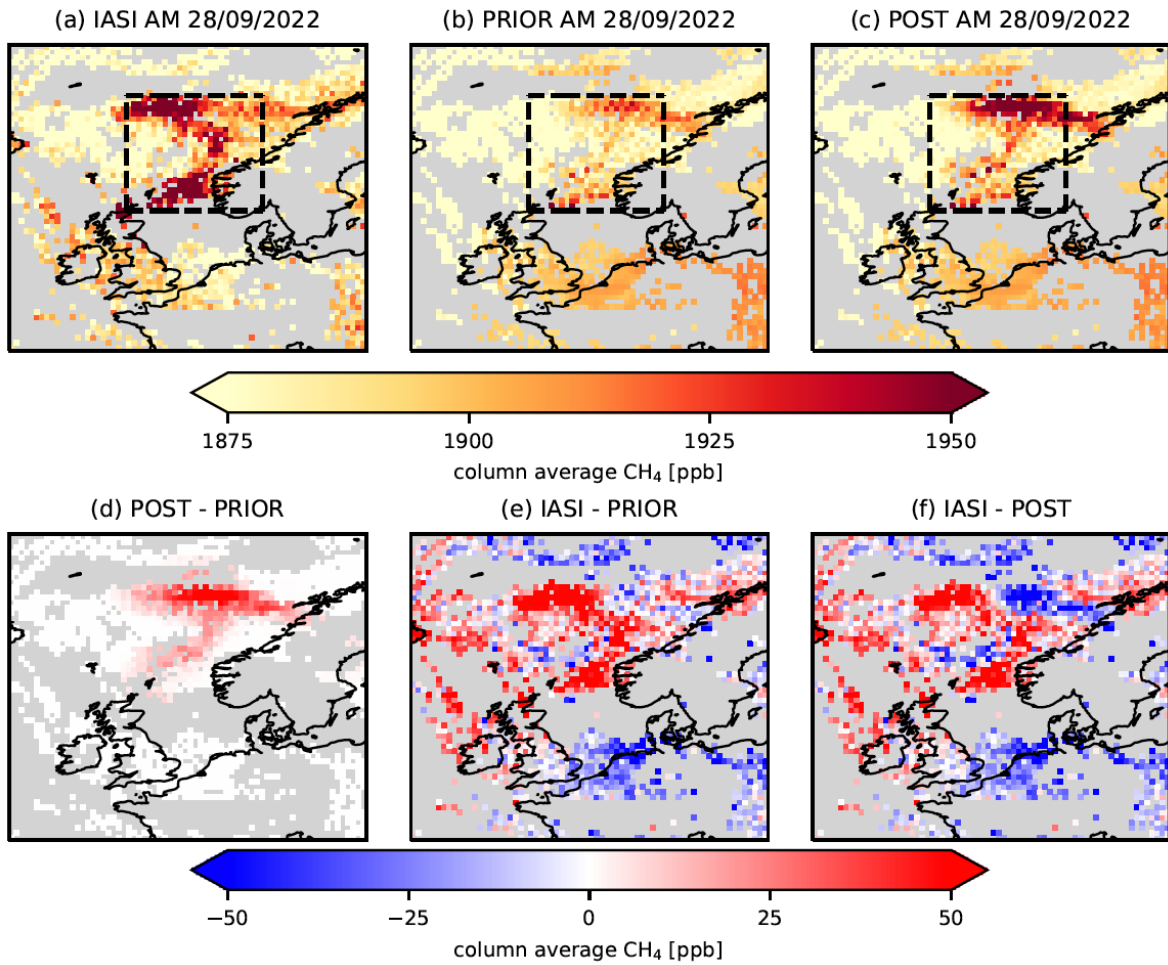 (a) IASI AM 28/09/2022
(b) PRIOR AM 28/09/2022
(c) POST AM 28/09/2022
1875 1900 1925 1950
column average CH₄ [ppb]
(d) POST - PRIOR
(e) IASI - PRIOR
(f) IASI - POST
−50 −25 0 25 50
column average CH₄ [ppb]